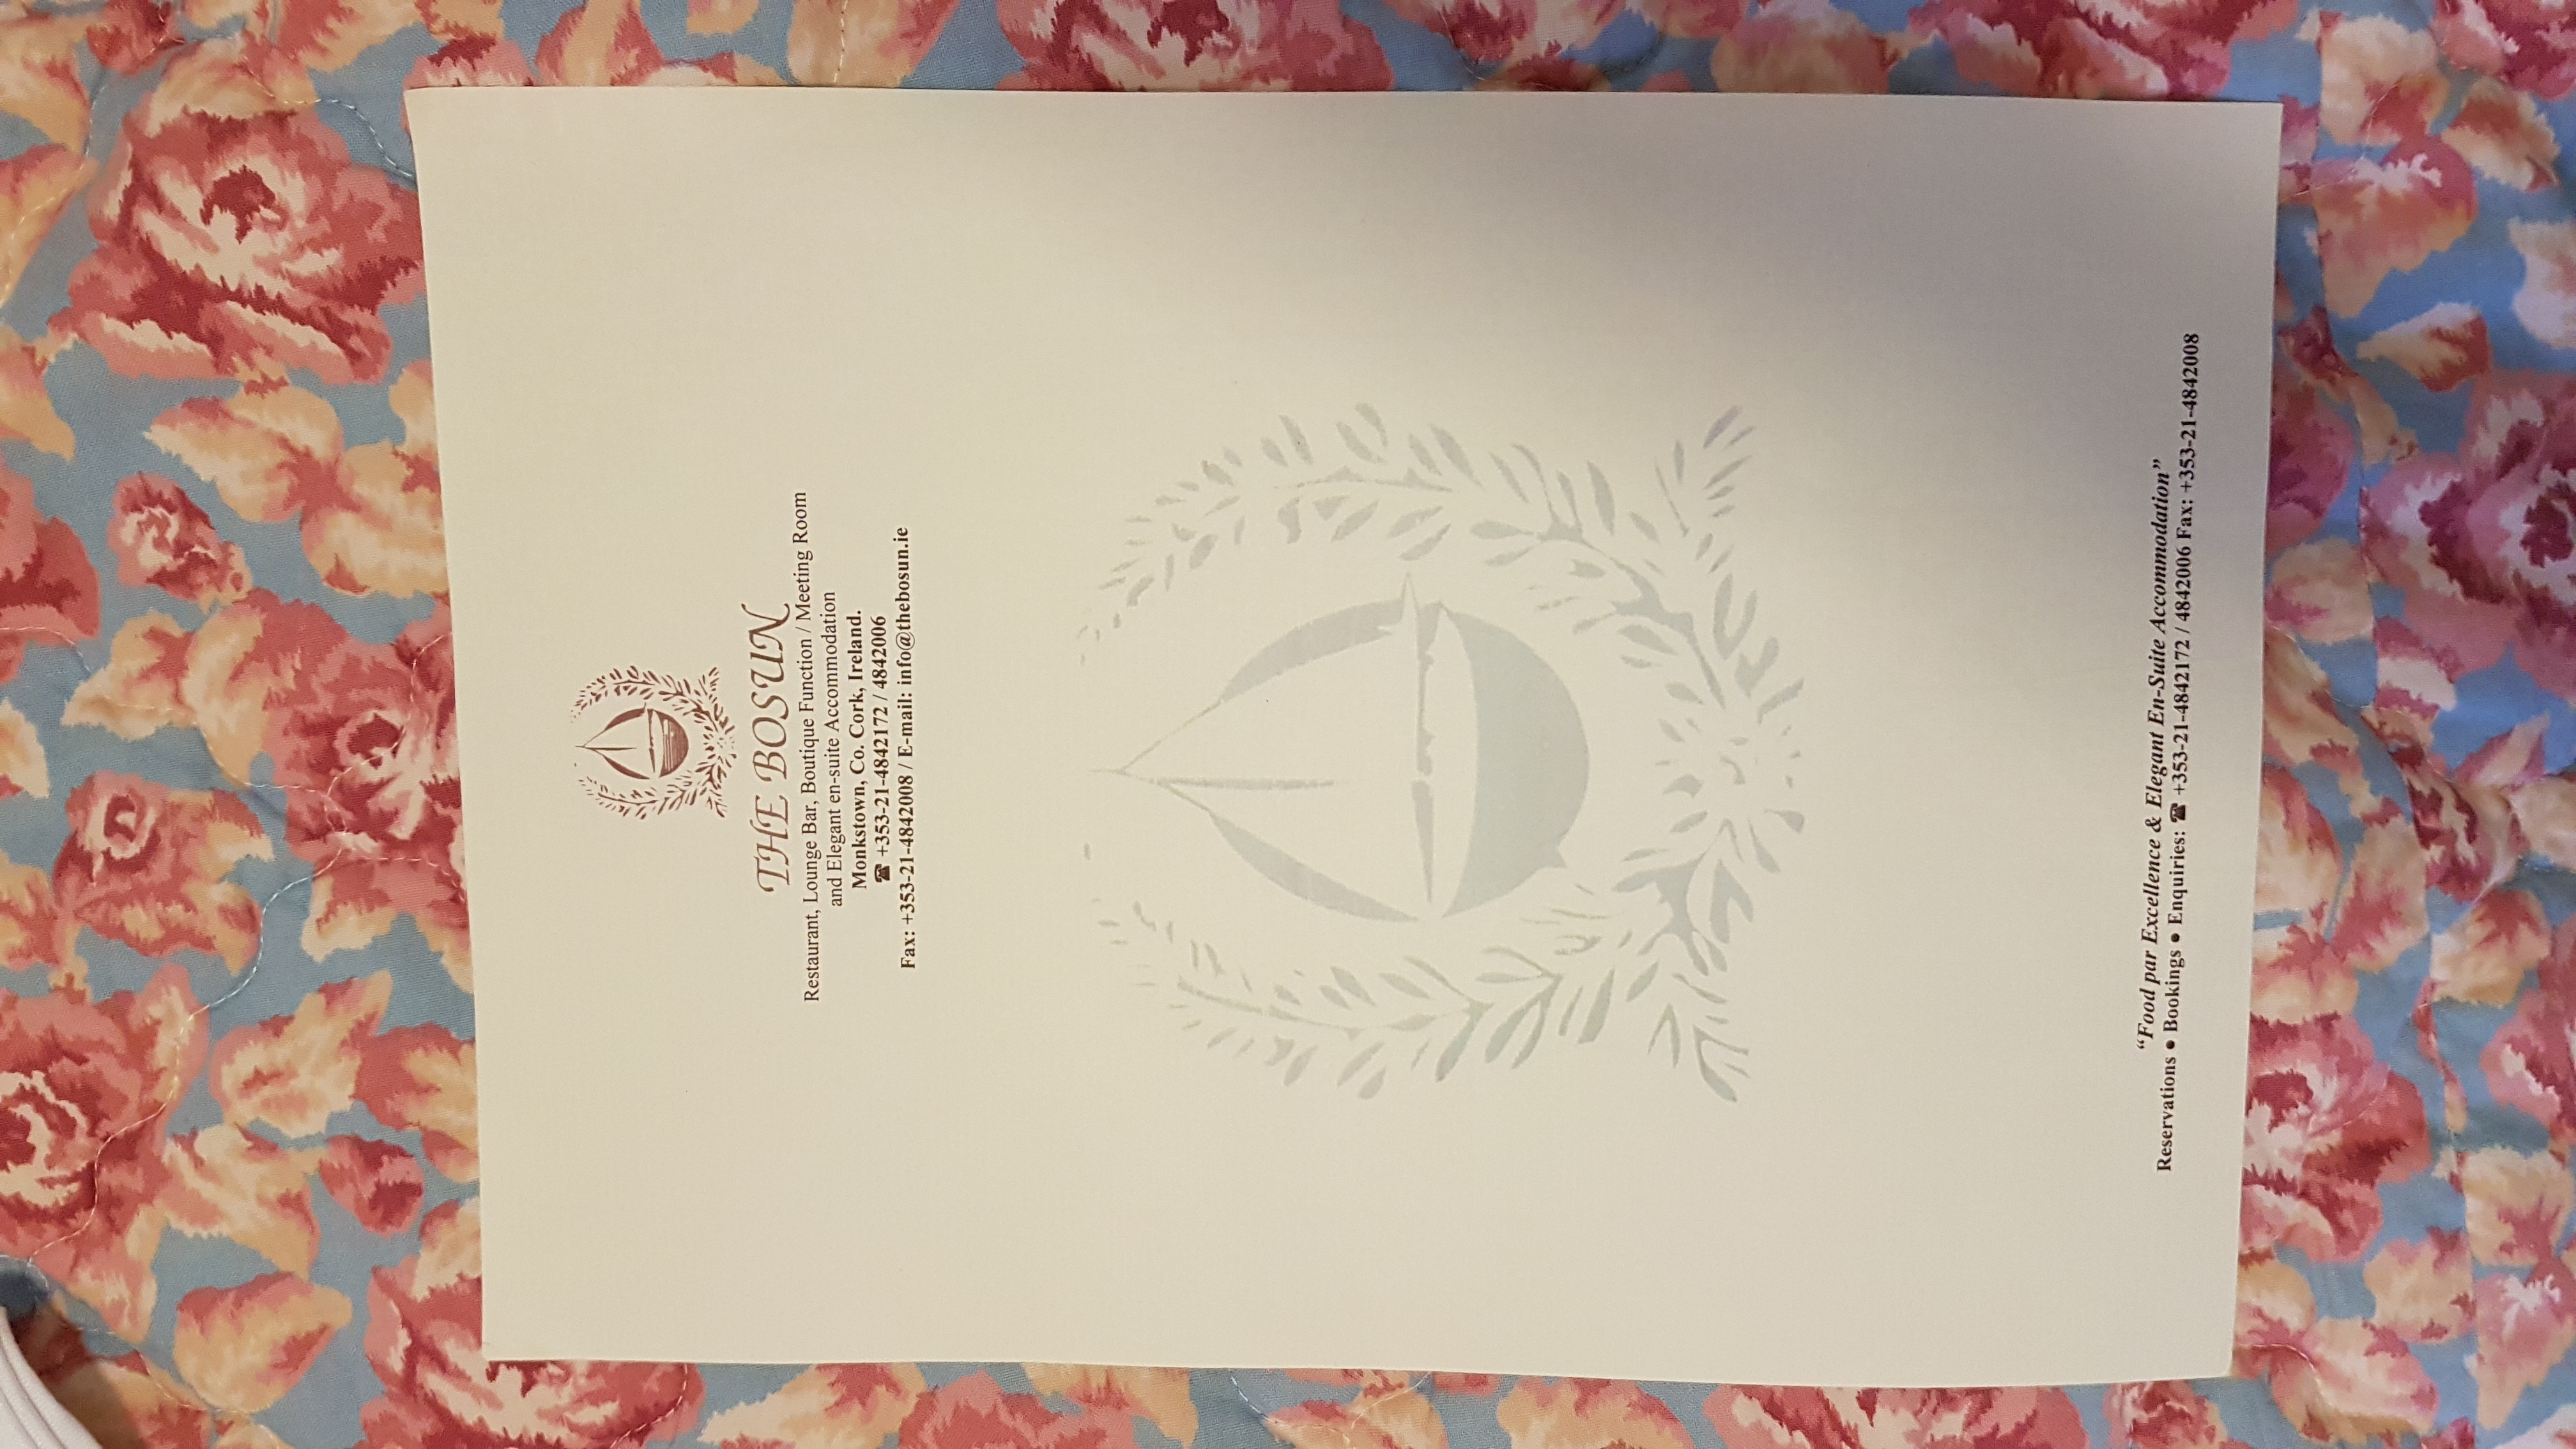 THE BOSUN
Restaurant, Lounge Bar, Boutique Function / Meeting Room
and Elegant en-suite Accommodation
Monkstown, Co. Cork, Ireland.
☎ +353-21-4842172 / 4842006
Fax: +353-21-4842008 / E-mail: info@thebosun.ie
“Food par Excellence & Elegant En-Suite Accommodation”
Reservations ● Bookings ● Enquiries: ☎ +353-21-4842172 / 4842006 Fax: +353-21-4842008